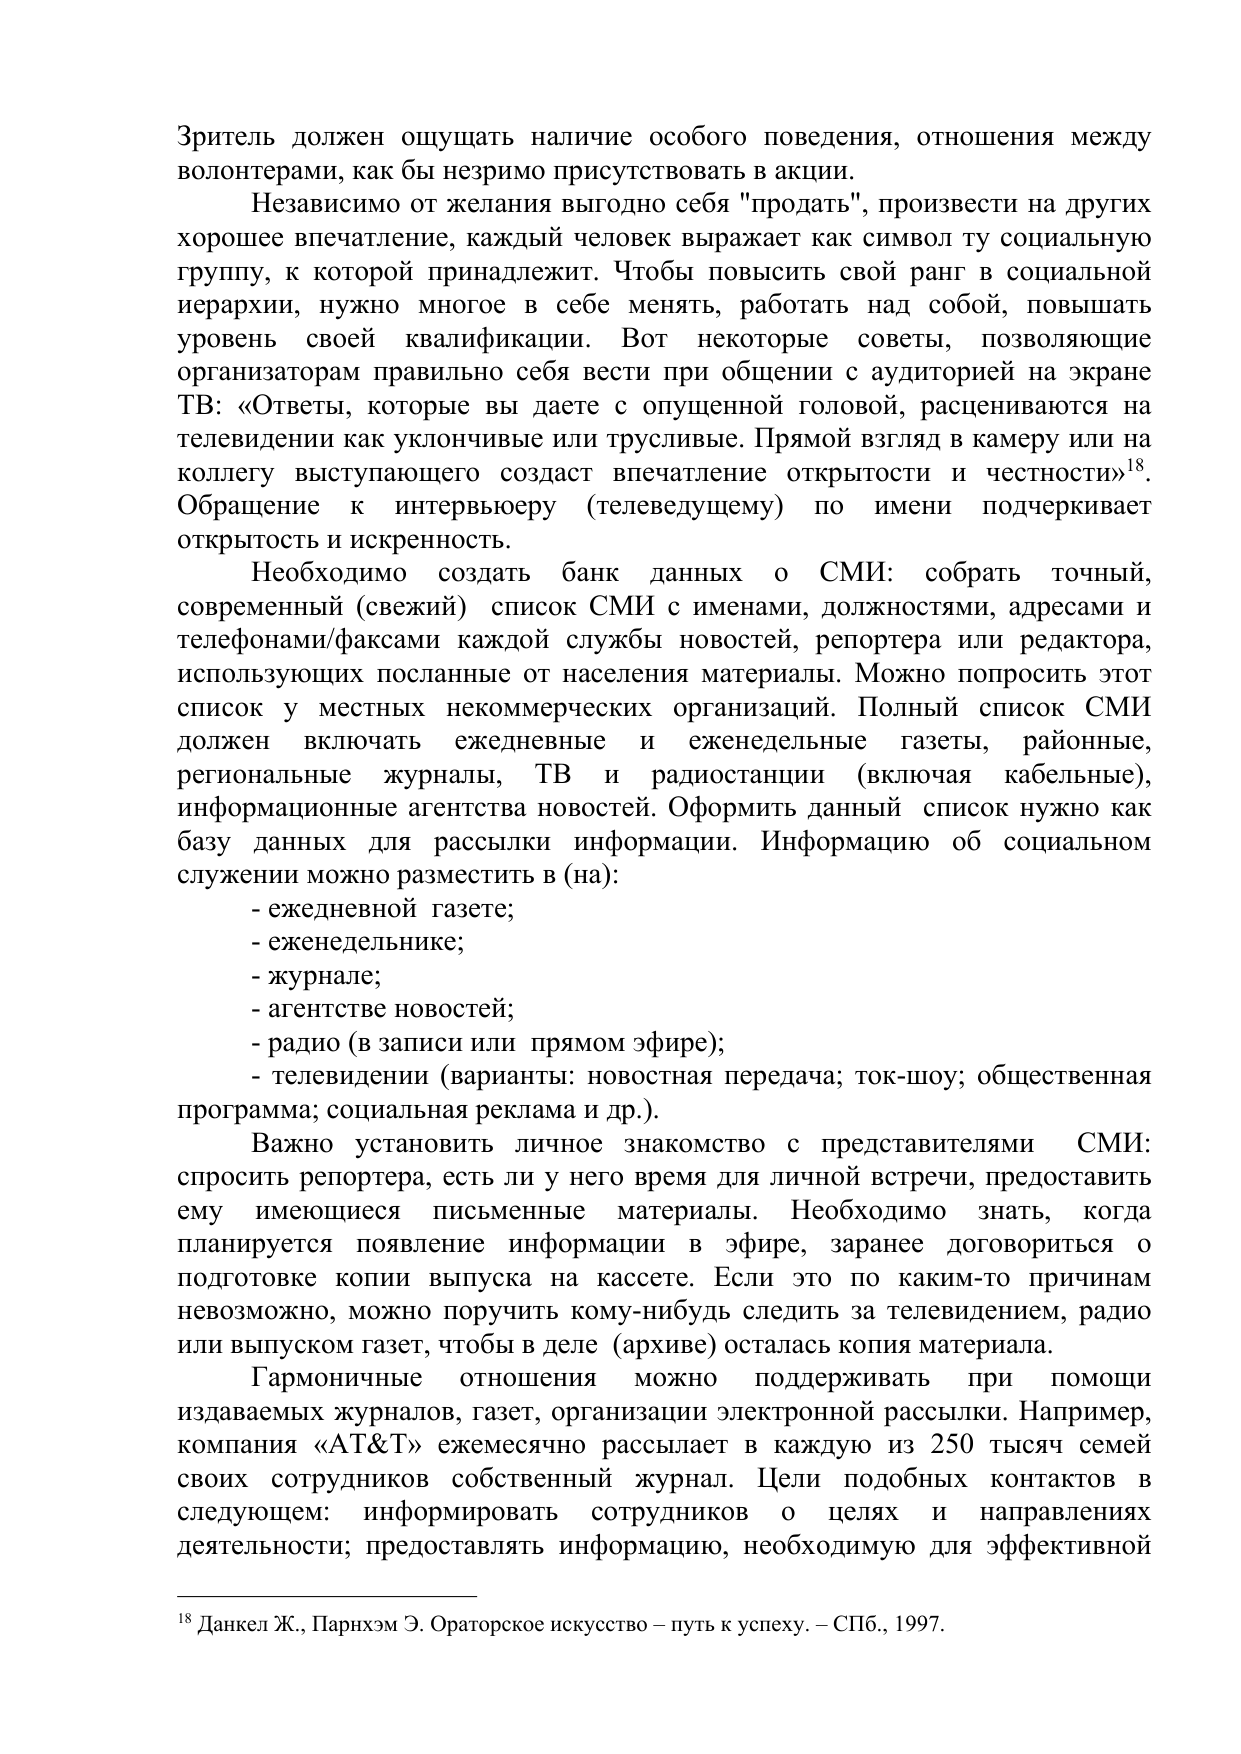 Зритель должен ощущать наличие особого поведения, отношения между
волонтерами, как бы незримо присутствовать в акции.
Независимо от желания выгодно себя "продать", произвести на других
хорошее впечатление, каждый человек выражает как символ ту социальную
группу, к которой принадлежит. Чтобы повысить свой ранг в социальной
иерархии, нужно многое в себе менять, работать над собой, повышать
уровень своей квалификации. Вот некоторые советы, позволяющие
организаторам правильно себя вести при общении с аудиторией на экране
ТВ: «Ответы, которые вы даете с опущенной головой, расцениваются на
телевидении как уклончивые или трусливые. Прямой взгляд в камеру или на
коллегу выступающего создаст впечатление открытости и честности»18.
Обращение к интервьюеру (телеведущему) по имени подчеркивает
открытость и искренность.
Необходимо создать банк данных о СМИ: собрать точный,
современный (свежий) список СМИ с именами, должностями, адресами и
телефонами/факсами каждой службы новостей, репортера или редактора,
использующих посланные от населения материалы. Можно попросить этот
список у местных некоммерческих организаций. Полный список СМИ
должен включать ежедневные и еженедельные газеты, районные,
региональные журналы, ТВ и радиостанции (включая кабельные),
информационные агентства новостей. Оформить данный список нужно как
базу данных для рассылки информации. Информацию об социальном
служении можно разместить в (на):
- ежедневной газете;
- еженедельнике;
- журнале;
- агентстве новостей;
- радио (в записи или прямом эфире);
- телевидении (варианты: новостная передача; ток-шоу; общественная
программа; социальная реклама и др.).
Важно установить личное знакомство с представителями СМИ:
спросить репортера, есть ли у него время для личной встречи, предоставить
ему имеющиеся письменные материалы. Необходимо знать, когда
планируется появление информации в эфире, заранее договориться о
подготовке копии выпуска на кассете. Если это по каким-то причинам
невозможно, можно поручить кому-нибудь следить за телевидением, радио
или выпуском газет, чтобы в деле (архиве) осталась копия материала.
Гармоничные отношения можно поддерживать при помощи
издаваемых журналов, газет, организации электронной рассылки. Например,
компания «AT&T» ежемесячно рассылает в каждую из 250 тысяч семей
своих сотрудников собственный журнал. Цели подобных контактов в
следующем: информировать сотрудников о целях и направлениях
деятельности; предоставлять информацию, необходимую для эффективной
18 Данкел Ж., Парнхэм Э. Ораторское искусство – путь к успеху. – СПб., 1997.